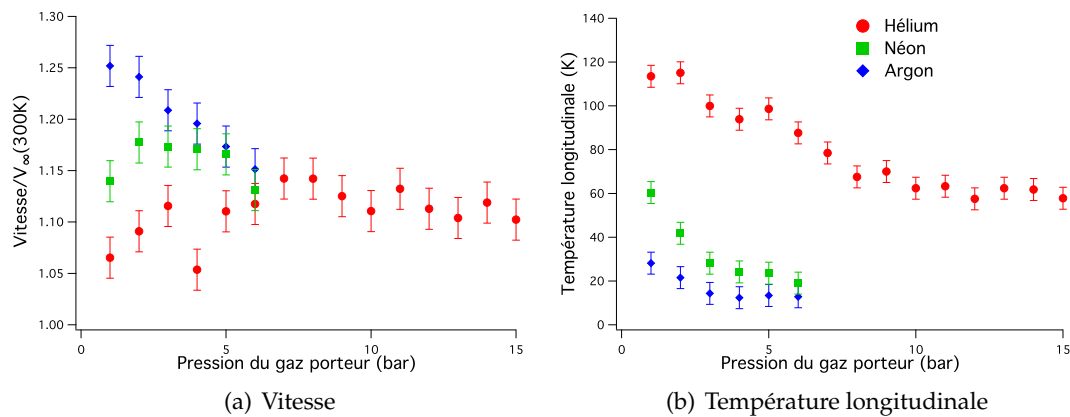 1.30
1.25
1.20
1.15
1.10
1.05
1.00
Vitesse/V∞(300K)
0
5
10
15
Pression du gaz porteur (bar)
(a) Vitesse
140
120
100
80
60
40
20
0
Température longitudinale (K)
Hélium
Néon
Argon
0
5
10
15
Pression du gaz porteur (bar)
(b) Température longitudinale